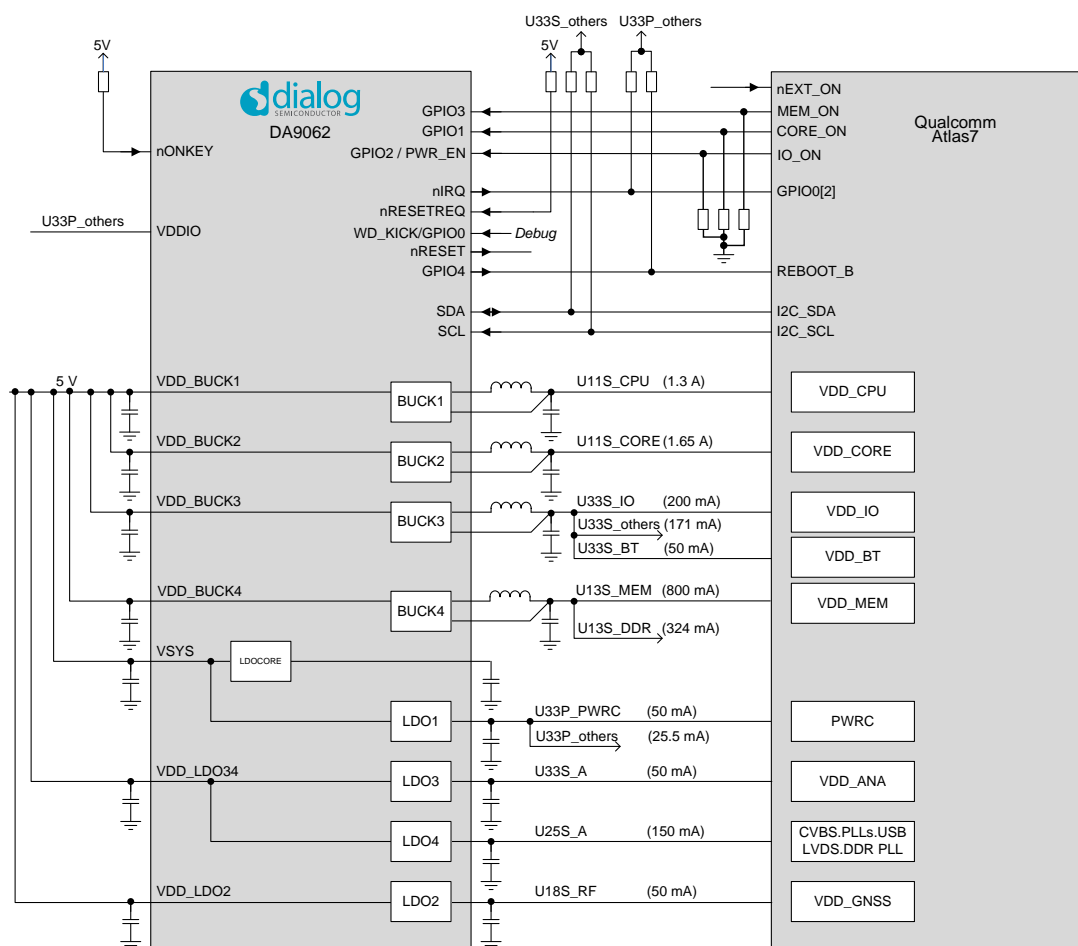 U33S_others U33P_others
5V 5V
dialog
SEMICONDUCTOR
DA9062
Qualcomm
Atlas7
nEXT_ON
GPIO3 MEM_ON
GPIO1 CORE_ON
nONKEY GPIO2 / PWR_EN IO_ON
nIRQ GPIO0[2]
nRESETREQ
U33P_others
VDDIO WD_KICK/GPIO0 Debug
nRESET
GPIO4 REBOOT_B
SDA I2C_SDA
SCL I2C_SCL
5 V VDD_BUCK1 BUCK1 U11S_CPU (1.3 A) VDD_CPU
VDD_BUCK2 BUCK2 U11S_CORE (1.65 A) VDD_CORE
VDD_BUCK3 BUCK3 U33S_IO (200 mA) VDD_IO
U33S_others (171 mA)
U33S_BT (50 mA) VDD_BT
VDD_BUCK4 BUCK4 U13S_MEM (800 mA) VDD_MEM
U13S_DDR (324 mA)
VSYS LDOCORE
LDO1 U33P_PWRC (50 mA) PWRC
U33P_others (25.5 mA)
VDD_LDO34 LDO3 U33S_A (50 mA) VDD_ANA
LDO4 U25S_A (150 mA) CVBS.PLLs.USB
LVDS.DDR PLL
VDD_LDO2 LDO2 U18S_RF (50 mA) VDD_GNSS